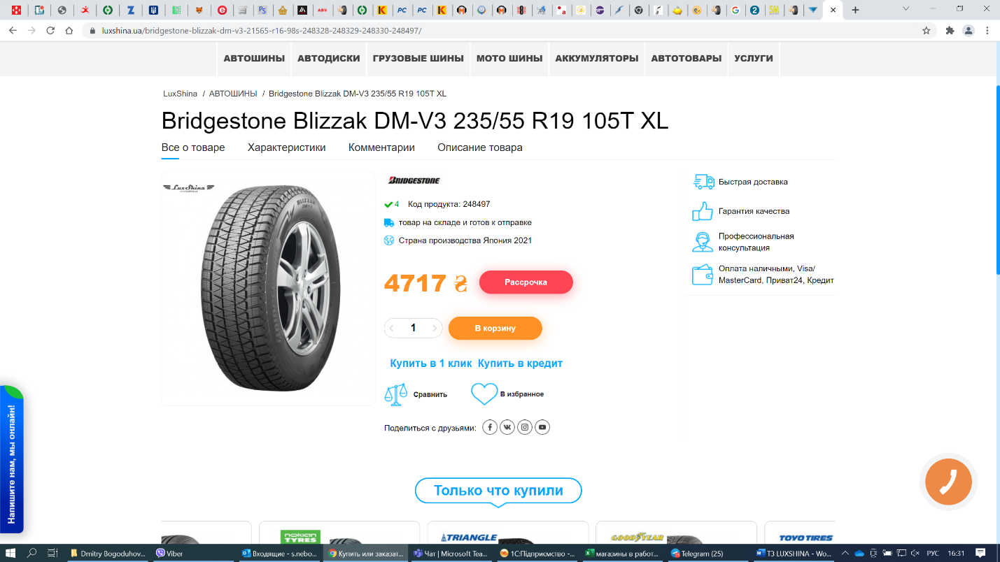 luxshina.ua/bridgestone-blizzak-dm-v3-21565-r16-98s-248328-248329-248330-248497/
АВТОШИНЫ АВТОДИСКИ ГРУЗОВЫЕ ШИНЫ МОТО ШИНЫ АККУМУЛЯТОРЫ АВТОТОВАРЫ УСЛУГИ
LuxShina / АВТОШИНЫ / Bridgestone Blizzak DM-V3 235/55 R19 105T XL
Bridgestone Blizzak DM-V3 235/55 R19 105T XL
Все о товаре Характеристики Комментарии Описание товара
LuxShina
BLIZZAK
BRIDGESTONE
4 Код продукта: 248497
товар на складе и готов к отправке
Страна производства Япония 2021
4717 ₴ Рассрочка
1 В корзину
Купить в 1 клик Купить в кредит
Сравнить В избранное
Поделиться с друзьями:
Быстрая доставка
Гарантия качества
Профессиональная
консультация
Оплата наличными, Visa/
MasterCard, Приват24, Кредит
Напишите нам, мы онлайн!
Только что купили
nokian
TYRES
TRIANGLE
GOODYEAR
TOYO TIRES
Dmitry Bogoduhov... Viber Входящие - s.nebo... Купить или заказат... Чат | Microsoft Tea... 1С:Підприємство -... магазины в работ... Telegram (25) ТЗ LUXSHINA - Wo... РУС 16:31